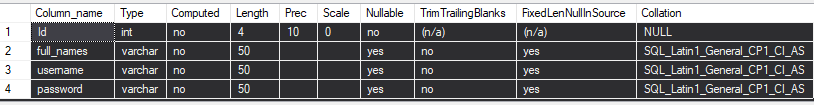 Column_name Type Computed Length Prec Scale Nullable TrimTrailingBlanks FixedLenNullInSource Collation
1 Id int no 4 10 0 no (n/a) (n/a) NULL
2 full_names varchar no 50 yes no yes SQL_Latin1_General_CP1_CI_AS
3 username varchar no 50 yes no yes SQL_Latin1_General_CP1_CI_AS
4 password varchar no 50 yes no yes SQL_Latin1_General_CP1_CI_AS